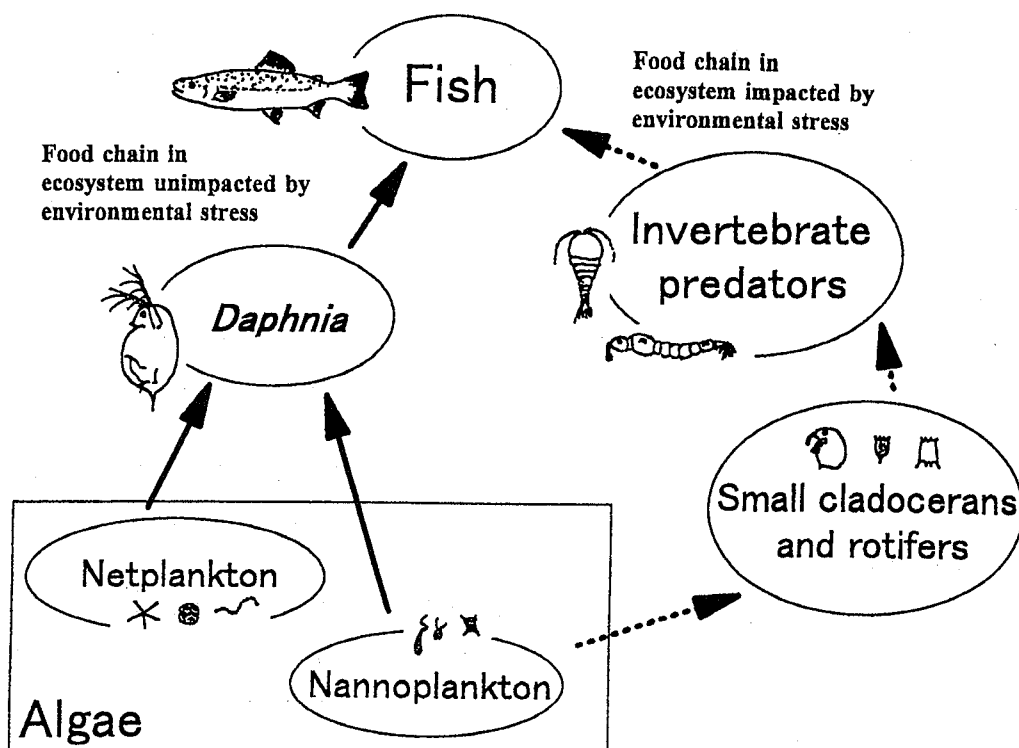 Fish
Food chain in
ecosystem impacted by
environmental stress
Food chain in
ecosystem unimpacted by
environmental stress
Invertebrate
predators
Daphnia
Small cladocerans
and rotifers
Netplankton
Nannoplankton
Algae